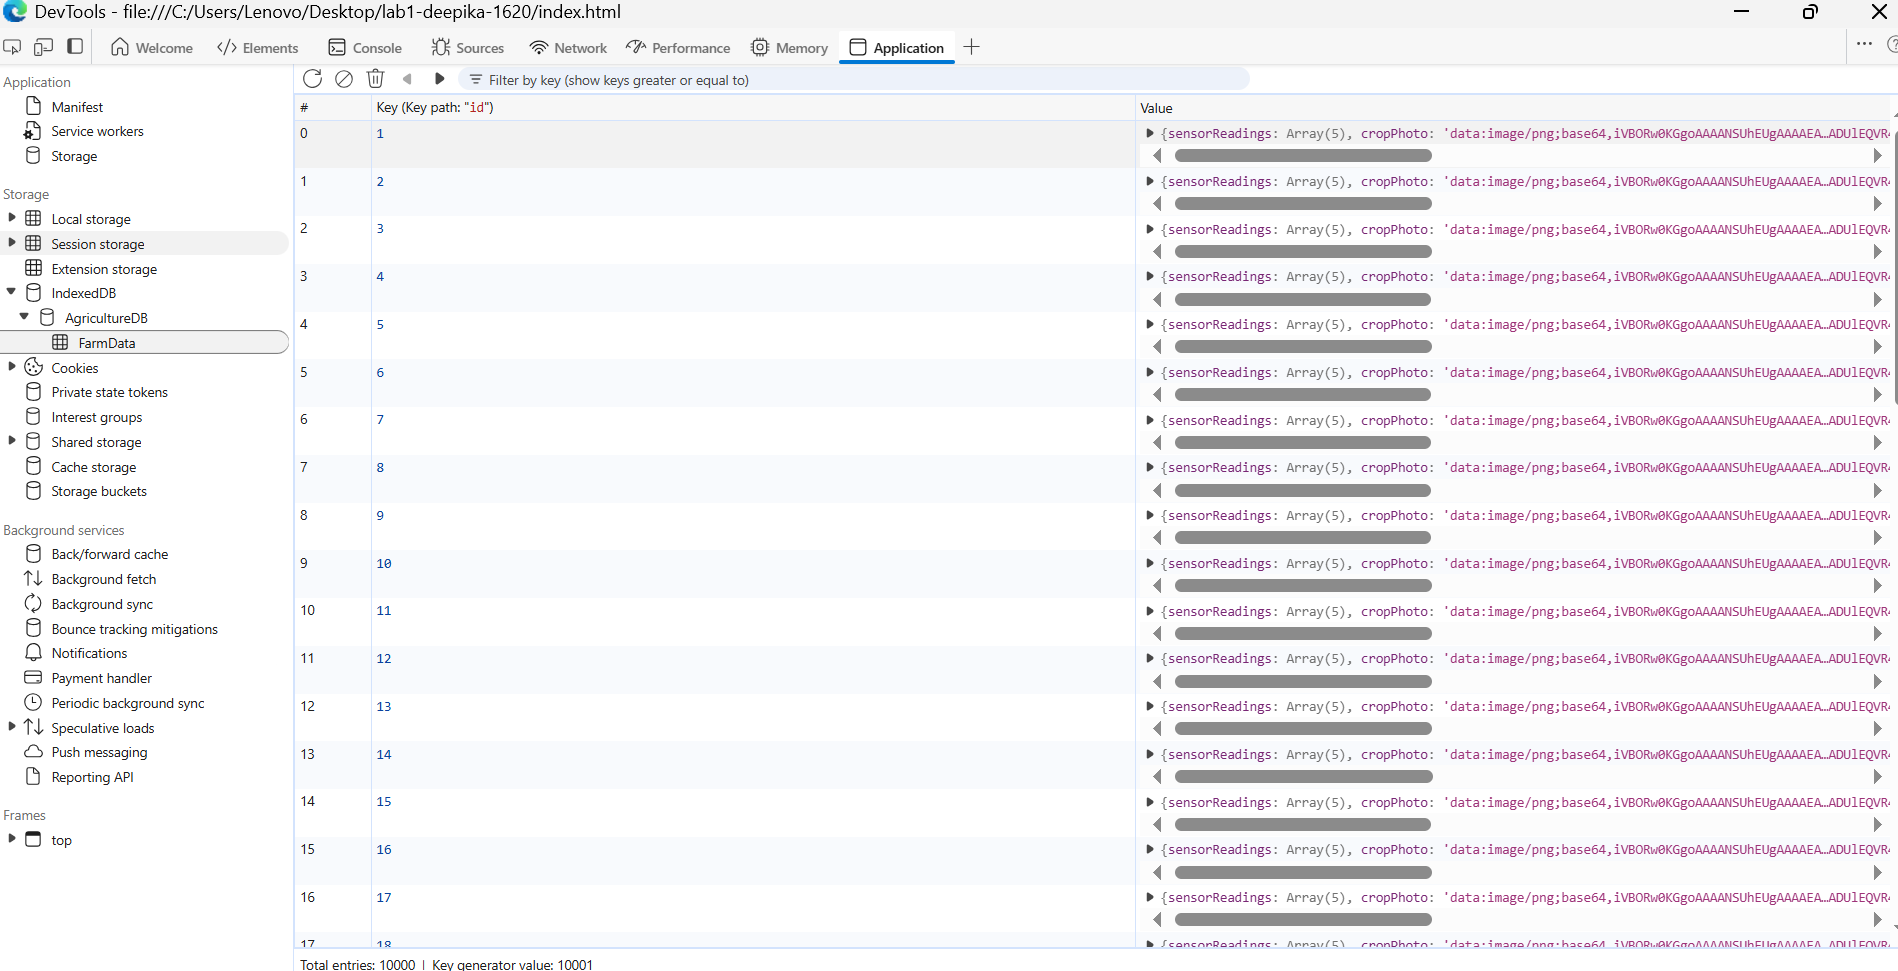 DevTools - file:///C:/Users/Lenovo/Desktop/lab1-deepika-1620/index.html
Welcome Elements Console Sources Network Performance Memory Application
Filter by key (show keys greater or equal to)
Application
Manifest
Service workers
Storage
Storage
Local storage
Session storage
Extension storage
IndexedDB
AgricultureDB
FarmData
Cookies
Private state tokens
Interest groups
Shared storage
Cache storage
Storage buckets
Background services
Back/forward cache
Background fetch
Background sync
Bounce tracking mitigations
Notifications
Payment handler
Periodic background sync
Speculative loads
Push messaging
Reporting API
Frames
top
# Key (Key path: "id") Value
0 1 {sensorReadings: Array(5), cropPhoto: 'data:image/png;base64,iVBORw0KGgoAAAANSUhEUgAAAAEA…ADUlEQVR
1 2 {sensorReadings: Array(5), cropPhoto: 'data:image/png;base64,iVBORw0KGgoAAAANSUhEUgAAAAEA…ADUlEQVR
2 3 {sensorReadings: Array(5), cropPhoto: 'data:image/png;base64,iVBORw0KGgoAAAANSUhEUgAAAAEA…ADUlEQVR
3 4 {sensorReadings: Array(5), cropPhoto: 'data:image/png;base64,iVBORw0KGgoAAAANSUhEUgAAAAEA…ADUlEQVR
4 5 {sensorReadings: Array(5), cropPhoto: 'data:image/png;base64,iVBORw0KGgoAAAANSUhEUgAAAAEA…ADUlEQVR
5 6 {sensorReadings: Array(5), cropPhoto: 'data:image/png;base64,iVBORw0KGgoAAAANSUhEUgAAAAEA…ADUlEQVR
6 7 {sensorReadings: Array(5), cropPhoto: 'data:image/png;base64,iVBORw0KGgoAAAANSUhEUgAAAAEA…ADUlEQVR
7 8 {sensorReadings: Array(5), cropPhoto: 'data:image/png;base64,iVBORw0KGgoAAAANSUhEUgAAAAEA…ADUlEQVR
8 9 {sensorReadings: Array(5), cropPhoto: 'data:image/png;base64,iVBORw0KGgoAAAANSUhEUgAAAAEA…ADUlEQVR
9 10 {sensorReadings: Array(5), cropPhoto: 'data:image/png;base64,iVBORw0KGgoAAAANSUhEUgAAAAEA…ADUlEQVR
10 11 {sensorReadings: Array(5), cropPhoto: 'data:image/png;base64,iVBORw0KGgoAAAANSUhEUgAAAAEA…ADUlEQVR
11 12 {sensorReadings: Array(5), cropPhoto: 'data:image/png;base64,iVBORw0KGgoAAAANSUhEUgAAAAEA…ADUlEQVR
12 13 {sensorReadings: Array(5), cropPhoto: 'data:image/png;base64,iVBORw0KGgoAAAANSUhEUgAAAAEA…ADUlEQVR
13 14 {sensorReadings: Array(5), cropPhoto: 'data:image/png;base64,iVBORw0KGgoAAAANSUhEUgAAAAEA…ADUlEQVR
14 15 {sensorReadings: Array(5), cropPhoto: 'data:image/png;base64,iVBORw0KGgoAAAANSUhEUgAAAAEA…ADUlEQVR
15 16 {sensorReadings: Array(5), cropPhoto: 'data:image/png;base64,iVBORw0KGgoAAAANSUhEUgAAAAEA…ADUlEQVR
16 17 {sensorReadings: Array(5), cropPhoto: 'data:image/png;base64,iVBORw0KGgoAAAANSUhEUgAAAAEA…ADUlEQVR
17 18 {sensorReadings: Array(5), cropPhoto: 'data:image/png;base64,iVBORw0KGgoAAAANSUhEUgAAAAEA…ADUlEQVR
Total entries: 10000 | Key generator value: 10001